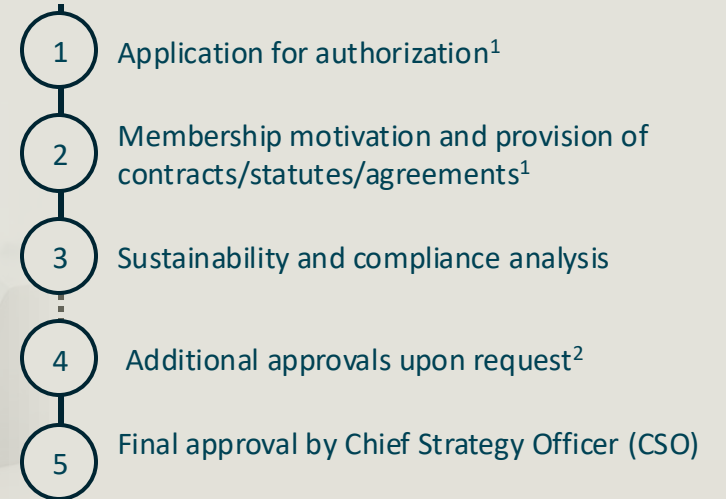 1 Application for authorization¹
2 Membership motivation and provision of
contracts/statutes/agreements¹
3 Sustainability and compliance analysis
4 Additional approvals upon request²
5 Final approval by Chief Strategy Officer (CSO)